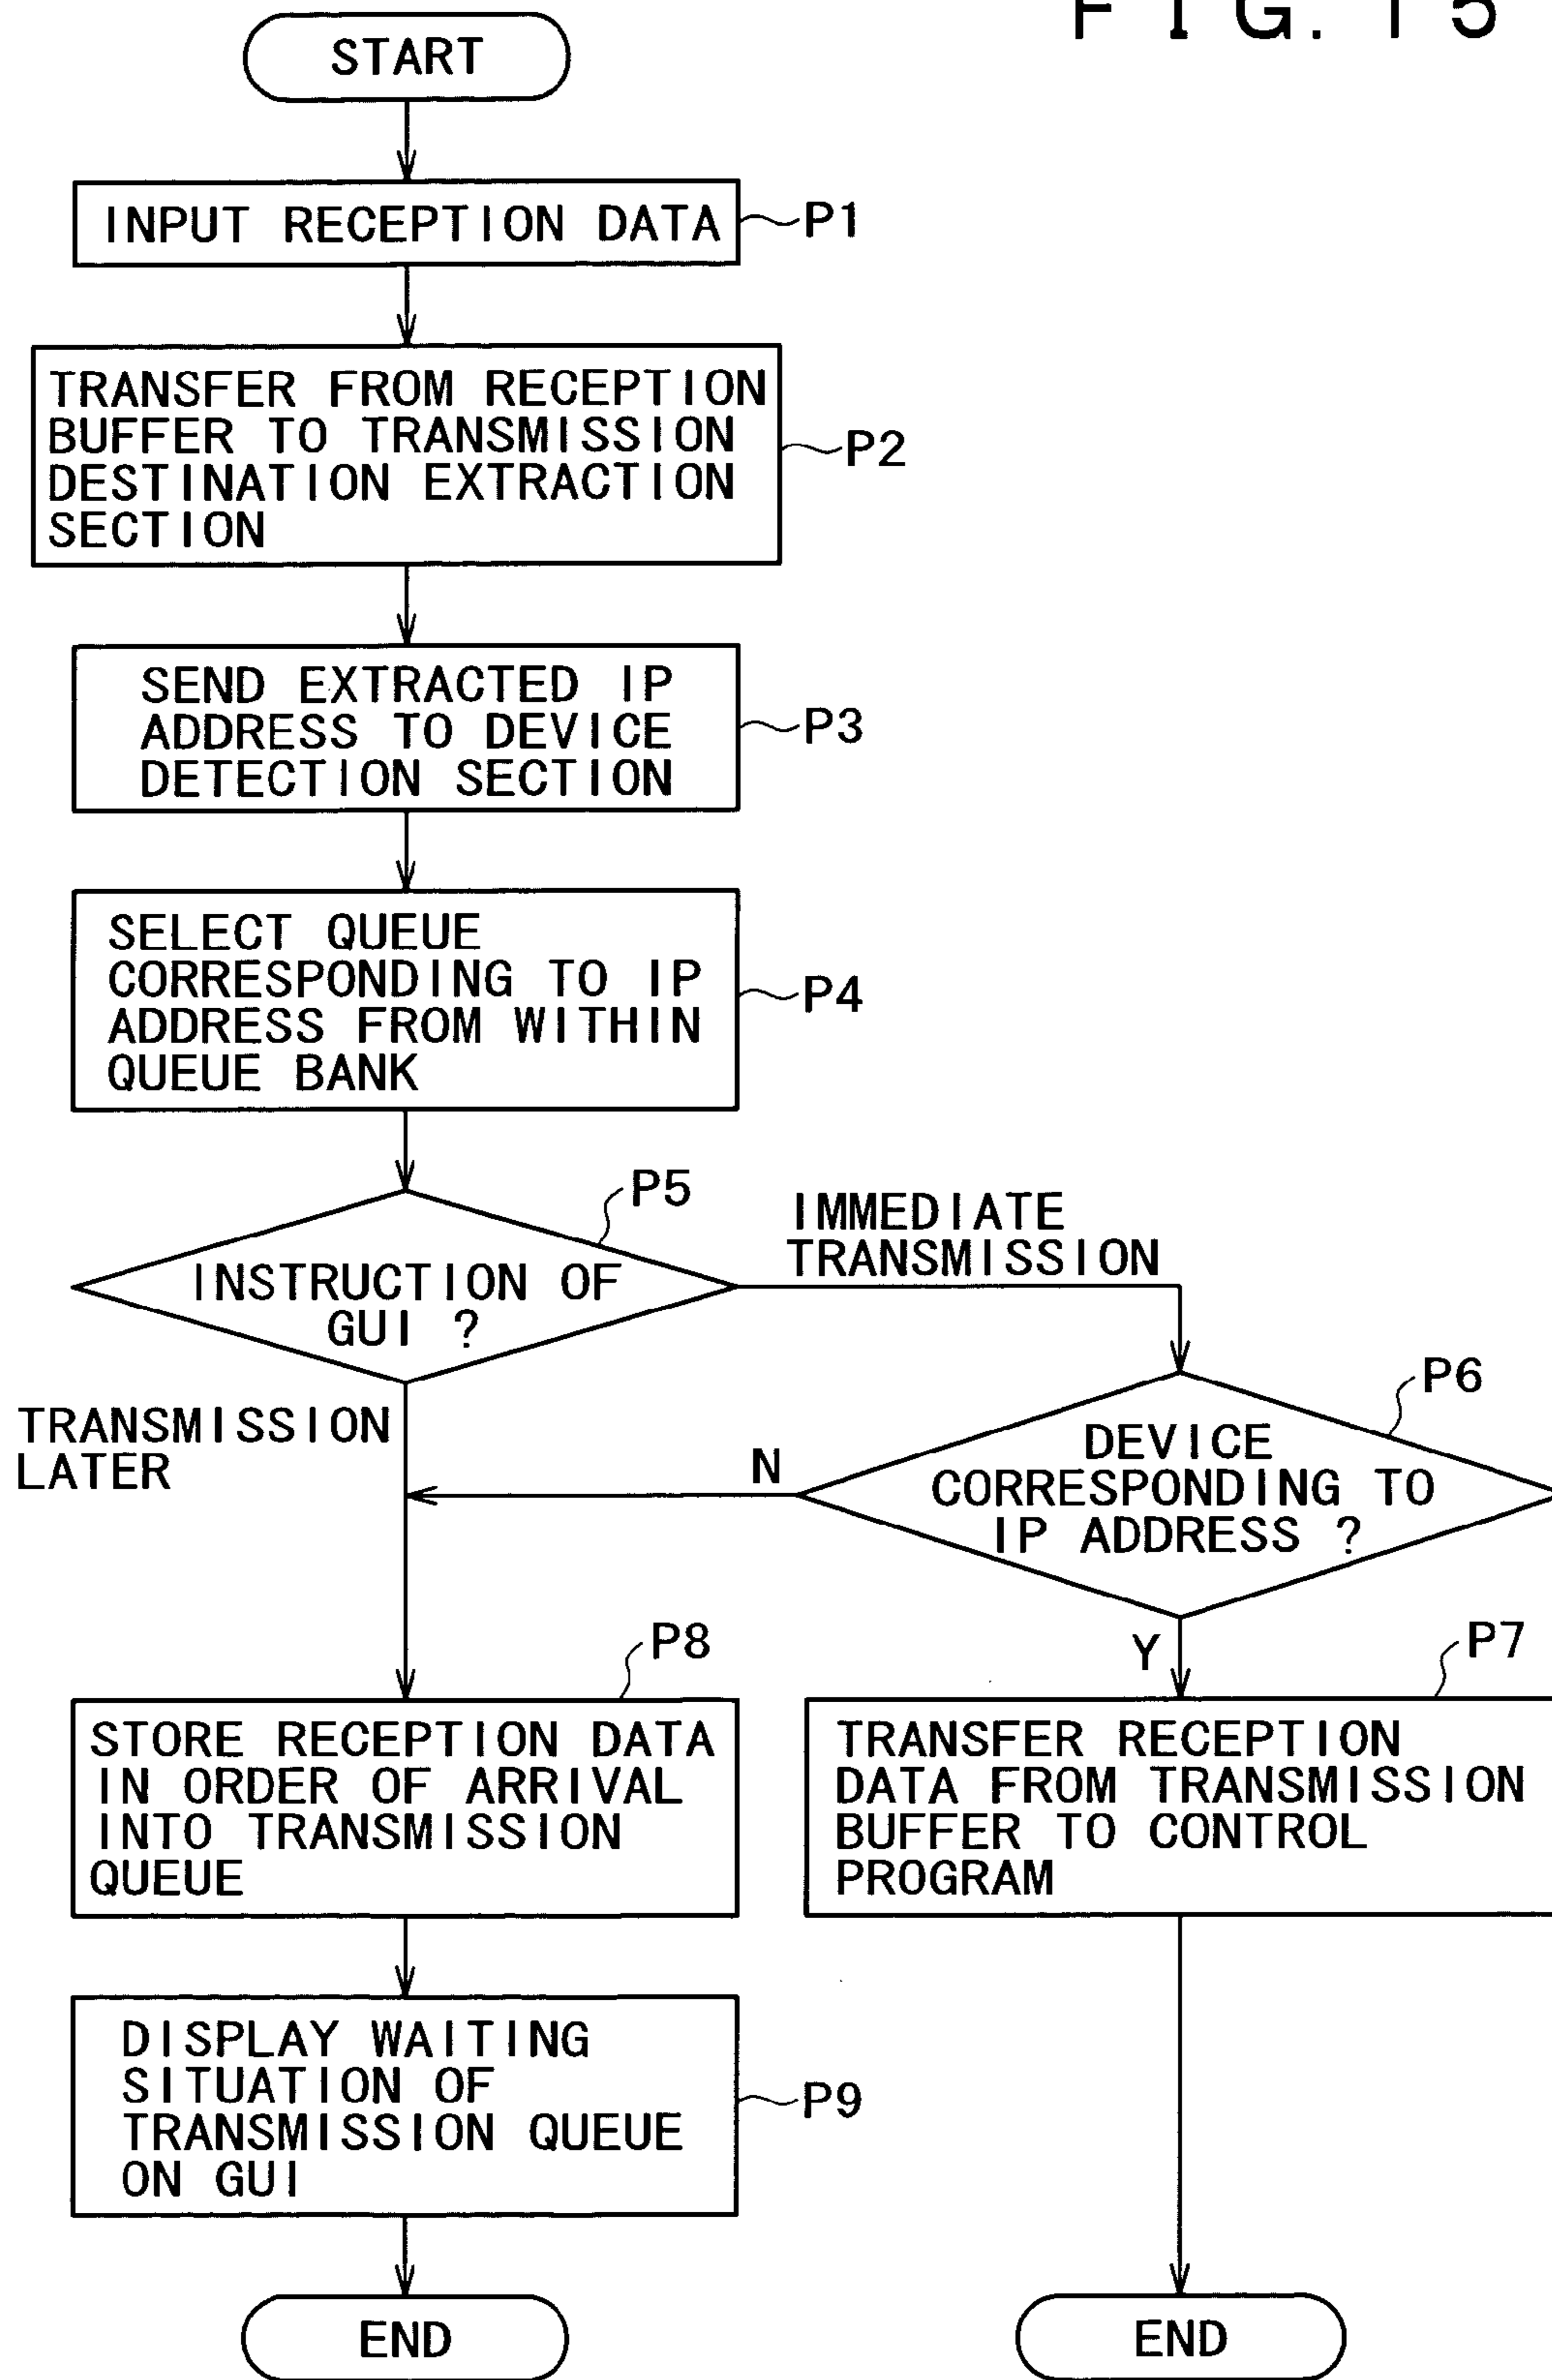 FIG. 15
START
INPUT RECEPTION DATA
P1
TRANSFER FROM RECEPTION
BUFFER TO TRANSMISSION
DESTINATION EXTRACTION
SECTION
P2
SEND EXTRACTED IP
ADDRESS TO DEVICE
DETECTION SECTION
P3
SELECT QUEUE
CORRESPONDING TO IP
ADDRESS FROM WITHIN
QUEUE BANK
P4
P5
INSTRUCTION OF
GUI ?
IMMEDIATE
TRANSMISSION
TRANSMISSION
LATER
P6
DEVICE
CORRESPONDING TO
IP ADDRESS ?
N
Y
P8
STORE RECEPTION DATA
IN ORDER OF ARRIVAL
INTO TRANSMISSION
QUEUE
P7
TRANSFER RECEPTION
DATA FROM TRANSMISSION
BUFFER TO CONTROL
PROGRAM
DISPLAY WAITING
SITUATION OF
TRANSMISSION QUEUE
ON GUI
P9
END
END